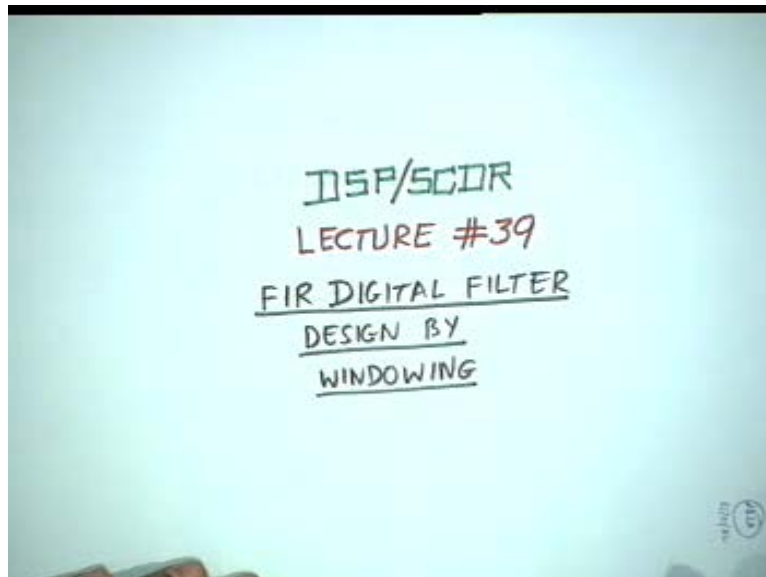 DSP/SCDR
LECTURE #39
FIR DIGITAL FILTER
DESIGN BY
WINDOWING